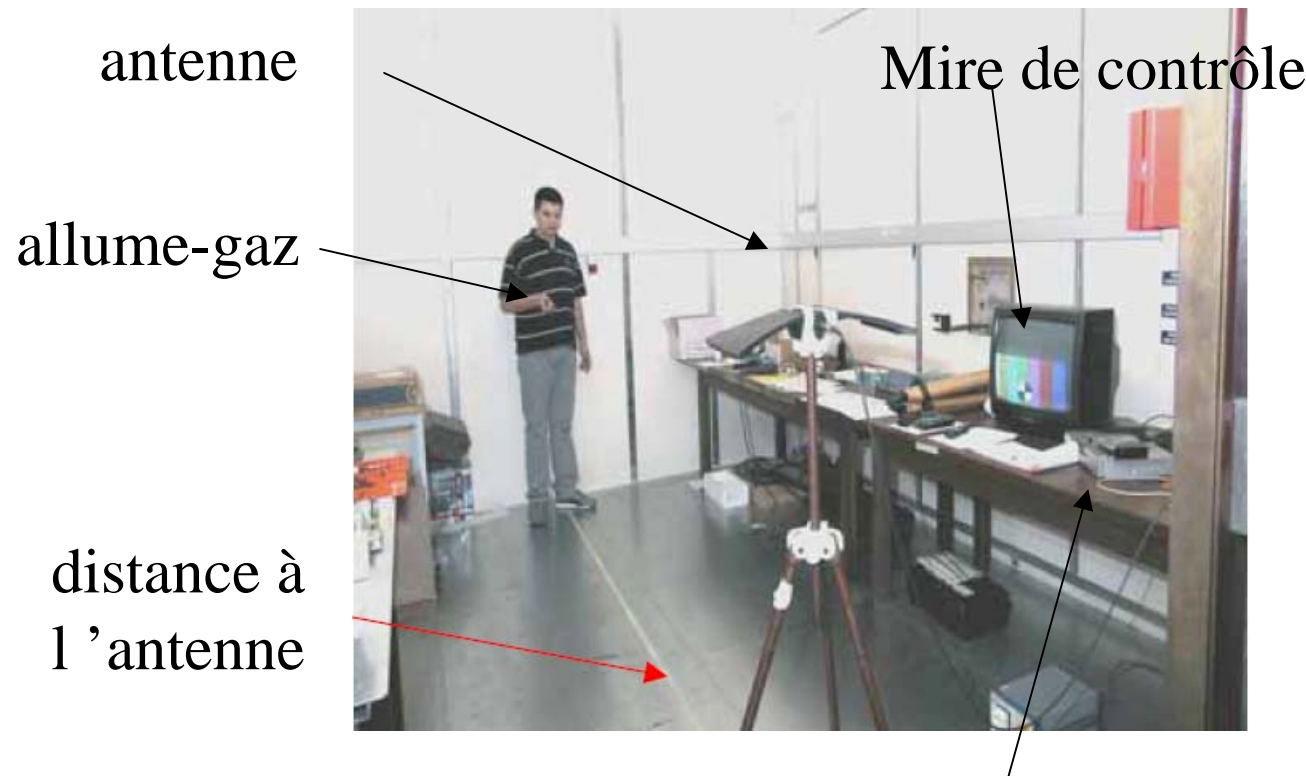 antenne
Mire de contrôle
allume-gaz
distance à
l ’antenne